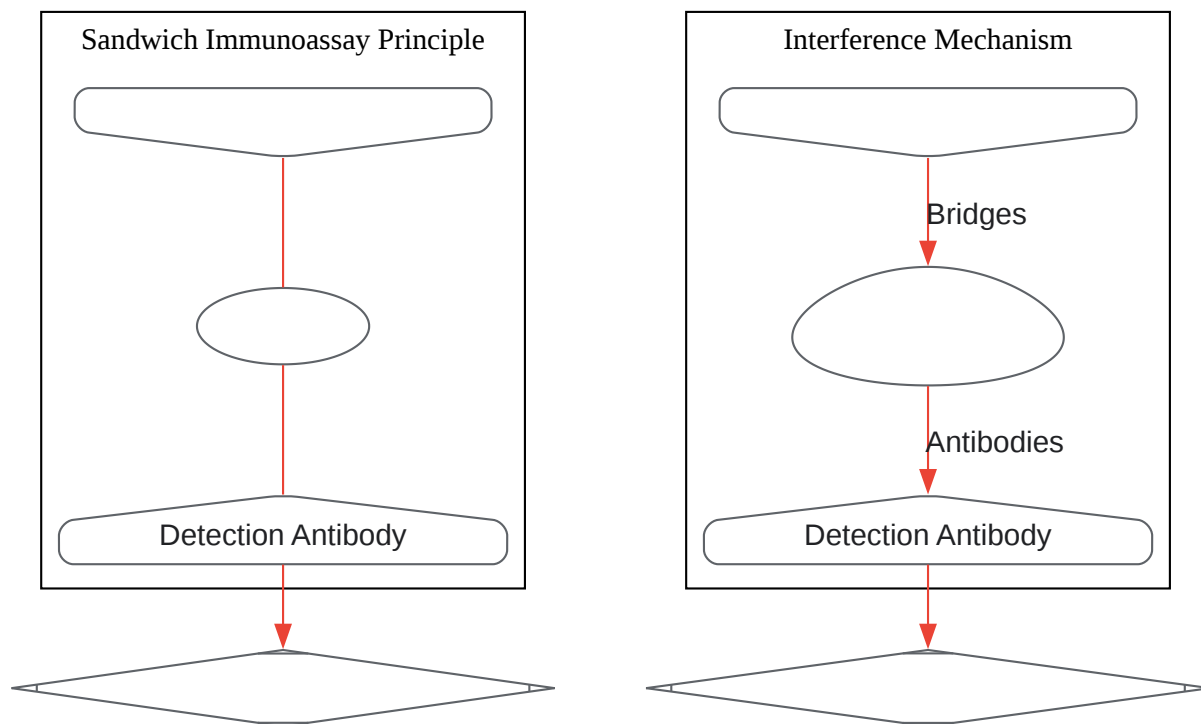 Sandwich Immunoassay Principle
Detection Antibody
Interference Mechanism
Bridges
Antibodies
Detection Antibody